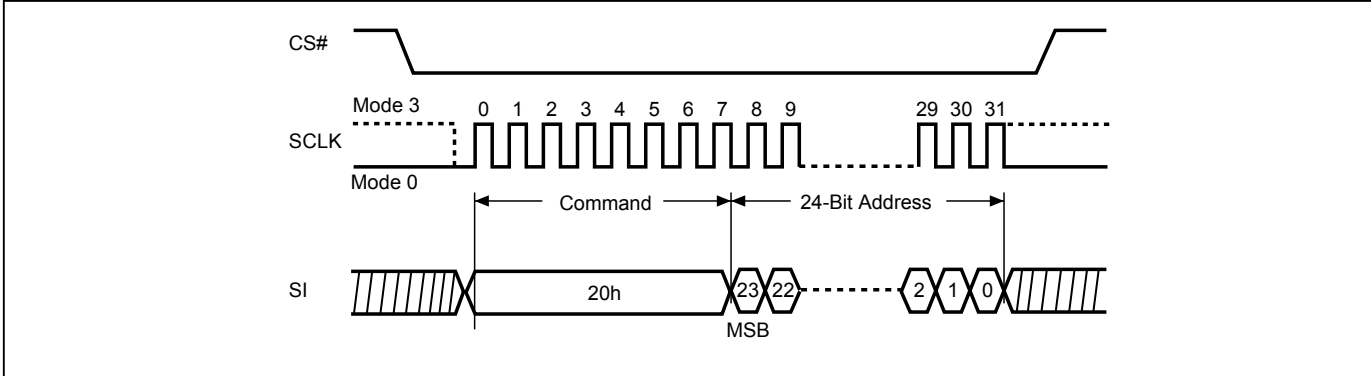 CS#
Mode 3 0 1 2 3 4 5 6 7 8 9 29 30 31
SCLK
Mode 0
Command 24-Bit Address
SI 20h 23 22 2 1 0
MSB